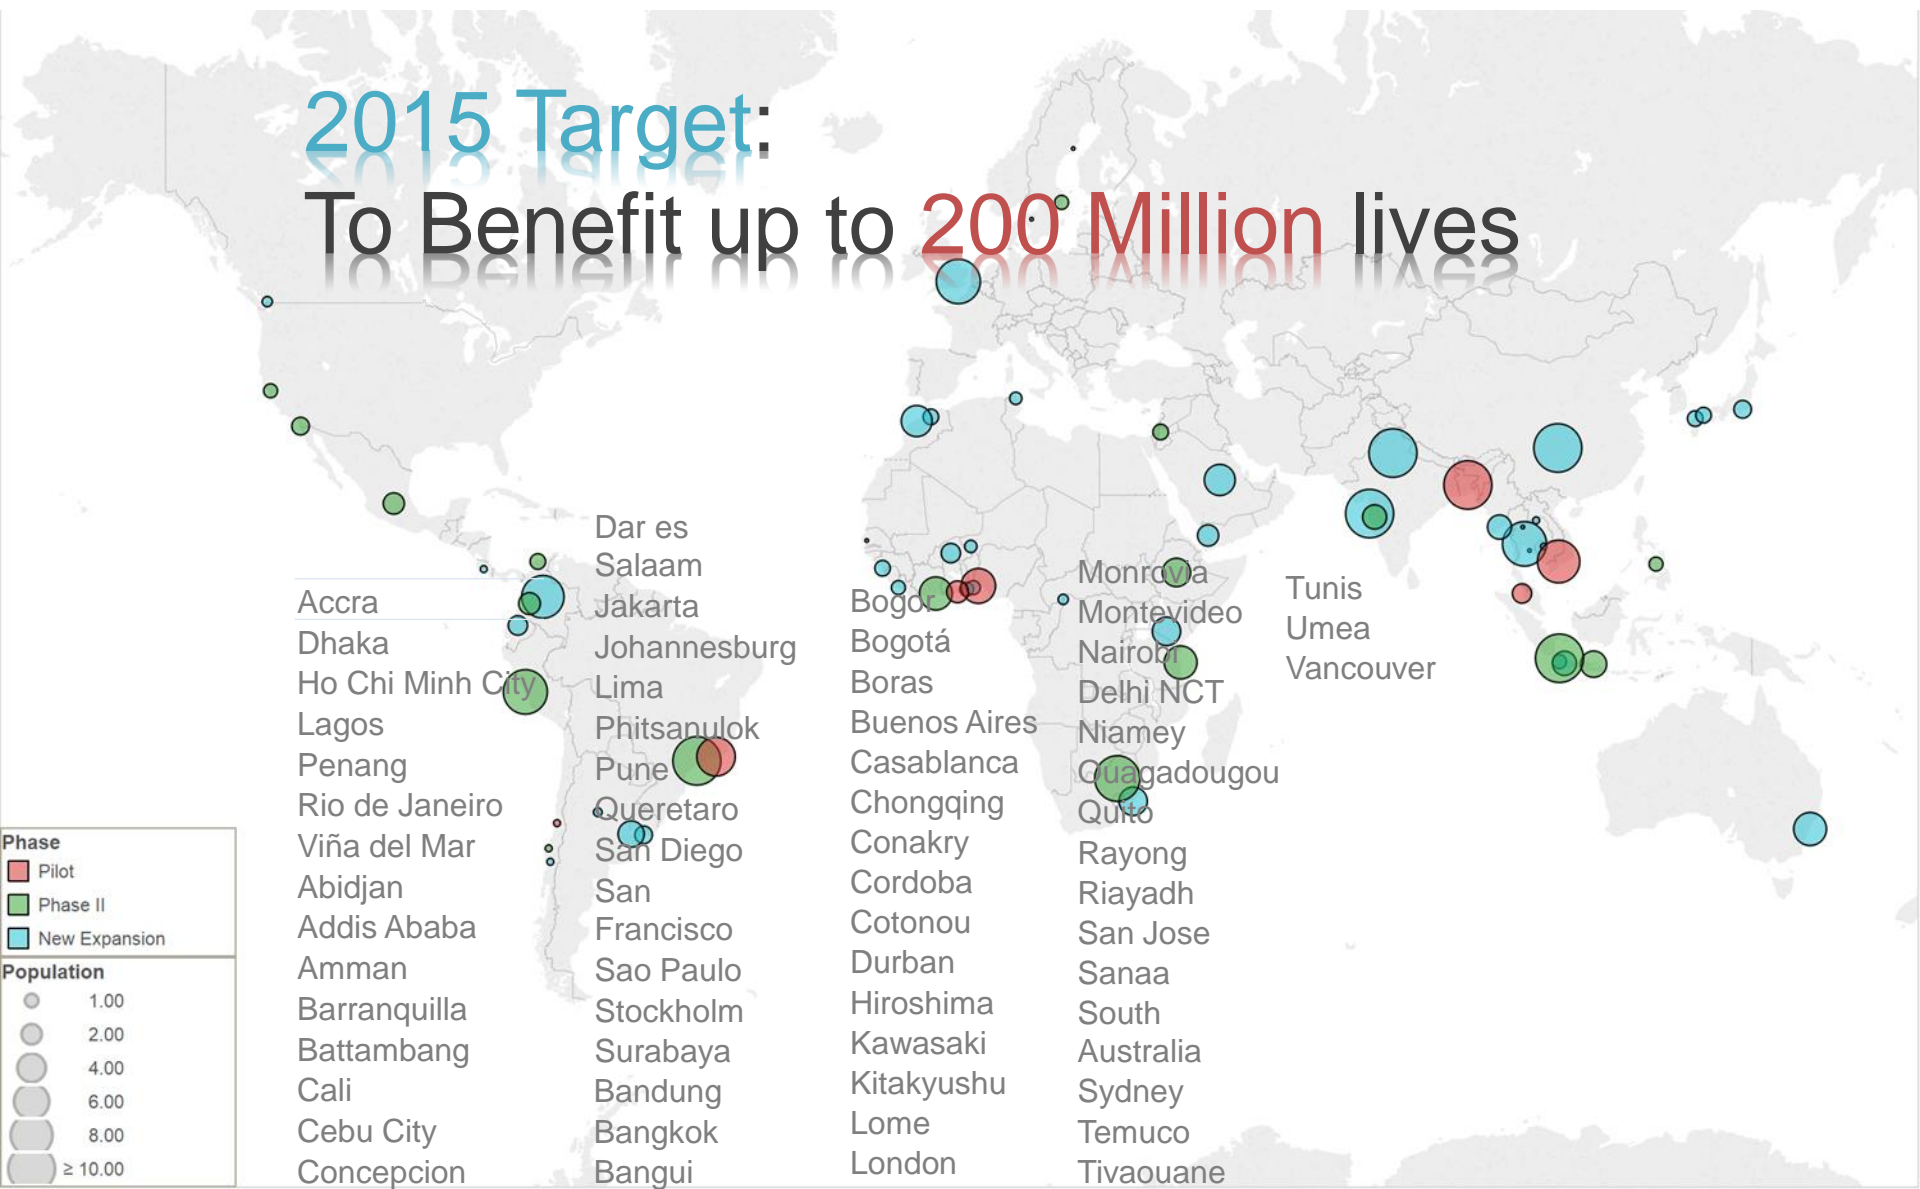 2015 Target:
To Benefit up to 200 Million lives
Accra
Dhaka
Ho Chi Minh City
Lagos
Penang
Rio de Janeiro
Viña del Mar
Abidjan
Addis Ababa
Amman
Barranquilla
Battambang
Cali
Cebu City
Concepcion
Dar es
Salaam
Jakarta
Johannesburg
Lima
Phitsanulok
Pune
Queretaro
San Diego
San
Francisco
Sao Paulo
Stockholm
Surabaya
Bandung
Bangkok
Bangui
Bogor
Bogotá
Boras
Buenos Aires
Casablanca
Chongqing
Conakry
Cordoba
Cotonou
Durban
Hiroshima
Kawasaki
Kitakyushu
Lome
London
Monrovia
Montevideo
Nairobi
Delhi NCT
Niamey
Ouagadougou
Quito
Rayong
Riayadh
San Jose
Sanaa
South
Australia
Sydney
Temuco
Tivaouane
Tunis
Umea
Vancouver
Phase
Pilot
Phase II
New Expansion
Population
1.00
2.00
4.00
6.00
8.00
≥ 10.00